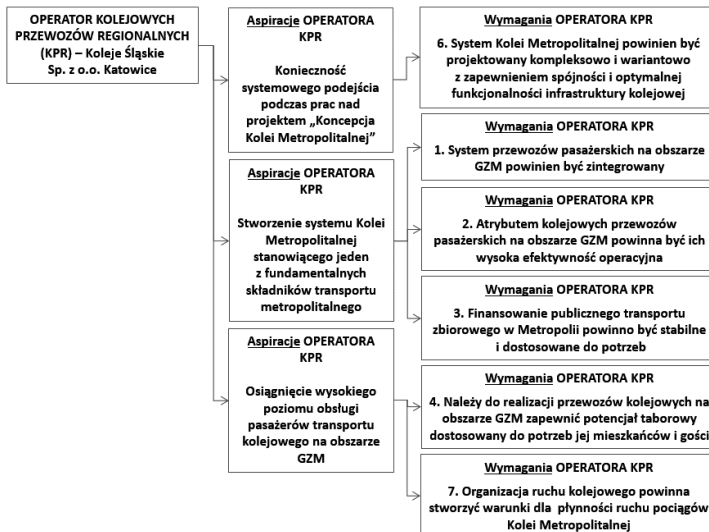 OPERATOR KOLEJOWYCH
PRZEWOZÓW REGIONALNYCH
(KPR) – Koleje Śląskie
Sp. z o.o. Katowice
Aspiracje OPERATORA
KPR
Konieczność
systemowego podejścia
podczas prac nad
projektem „Koncepcja
Kolei Metropolitalnej”
Wymagania OPERATORA KPR
6. System Kolei Metropolitalnej powinien być
projektowany kompleksowo i wariantowo
z zapewnieniem spójności i optymalnej
funkcjonalności infrastruktury kolejowej
Aspiracje OPERATORA
KPR
Stworzenie systemu Kolei
Metropolitalnej
stanowiącego jeden
z fundamentalnych
składników transportu
metropolitalnego
Wymagania OPERATORA KPR
1. System przewozów pasażerskich na obszarze
GZM powinien być zintegrowany
Wymagania OPERATORA KPR
2. Atrybutem kolejowych przewozów
pasażerskich na obszarze GZM powinna być ich
wysoka efektywność operacyjna
Wymagania OPERATORA KPR
3. Finansowanie publicznego transportu
zbiorowego w Metropolii powinno być stabilne
i dostosowane do potrzeb
Aspiracje OPERATORA
KPR
Osiągnięcie wysokiego
poziomu obsługi
pasażerów transportu
kolejowego na obszarze
GZM
Wymagania OPERATORA KPR
4. Należy do realizacji przewozów kolejowych na
obszarze GZM zapewnić potencjał taborowy
dostosowany do potrzeb jej mieszkańców i gości
Wymagania OPERATORA KPR
7. Organizacja ruchu kolejowego powinna
stworzyć warunki dla płynności ruchu pociągów
Kolei Metropolitalnej